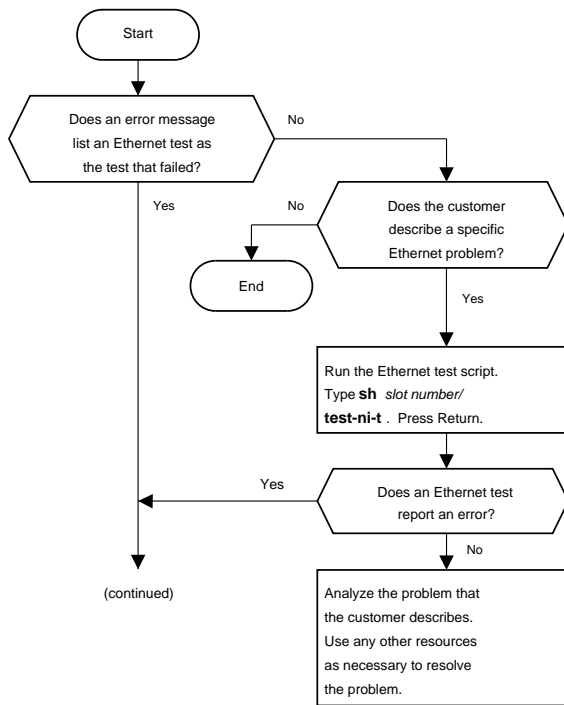 Start
Does an error message
list an Ethernet test as
the test that failed?
No
Yes
Does the customer
describe a specific
Ethernet problem?
No
End
Yes
Run the Ethernet test script.
Type sh slot number/
test-ni-t . Press Return.
Does an Ethernet test
report an error?
Yes
No
(continued)
Analyze the problem that
the customer describes.
Use any other resources
as necessary to resolve
the problem.